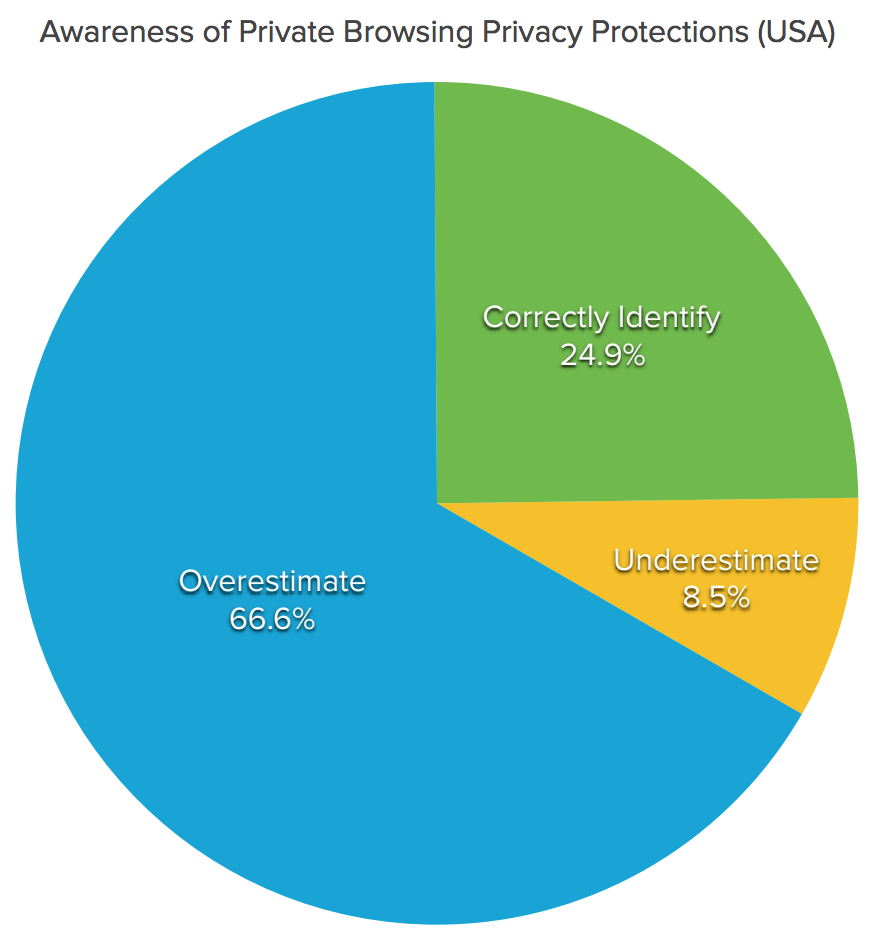 Awareness of Private Browsing Privacy Protections (USA)
Correctly Identify
24.9%
Underestimate
8.5%
Overestimate
66.6%